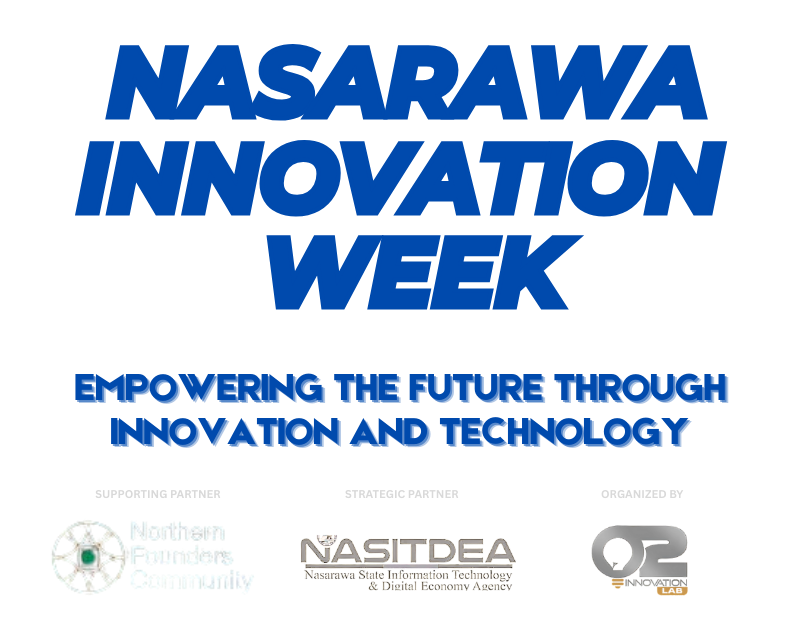 NASARAWA
INNOVATION
WEEK
EMPOWERING THE FUTURE THROUGH
INNOVATION AND TECHNOLOGY
SUPPORTING PARTNER
STRATEGIC PARTNER
ORGANIZED BY
Northern
Founders
Community
NASITDEA
Nasarawa State Information Technology
& Digital Economy Agency
O2
INNOVATION
LAB